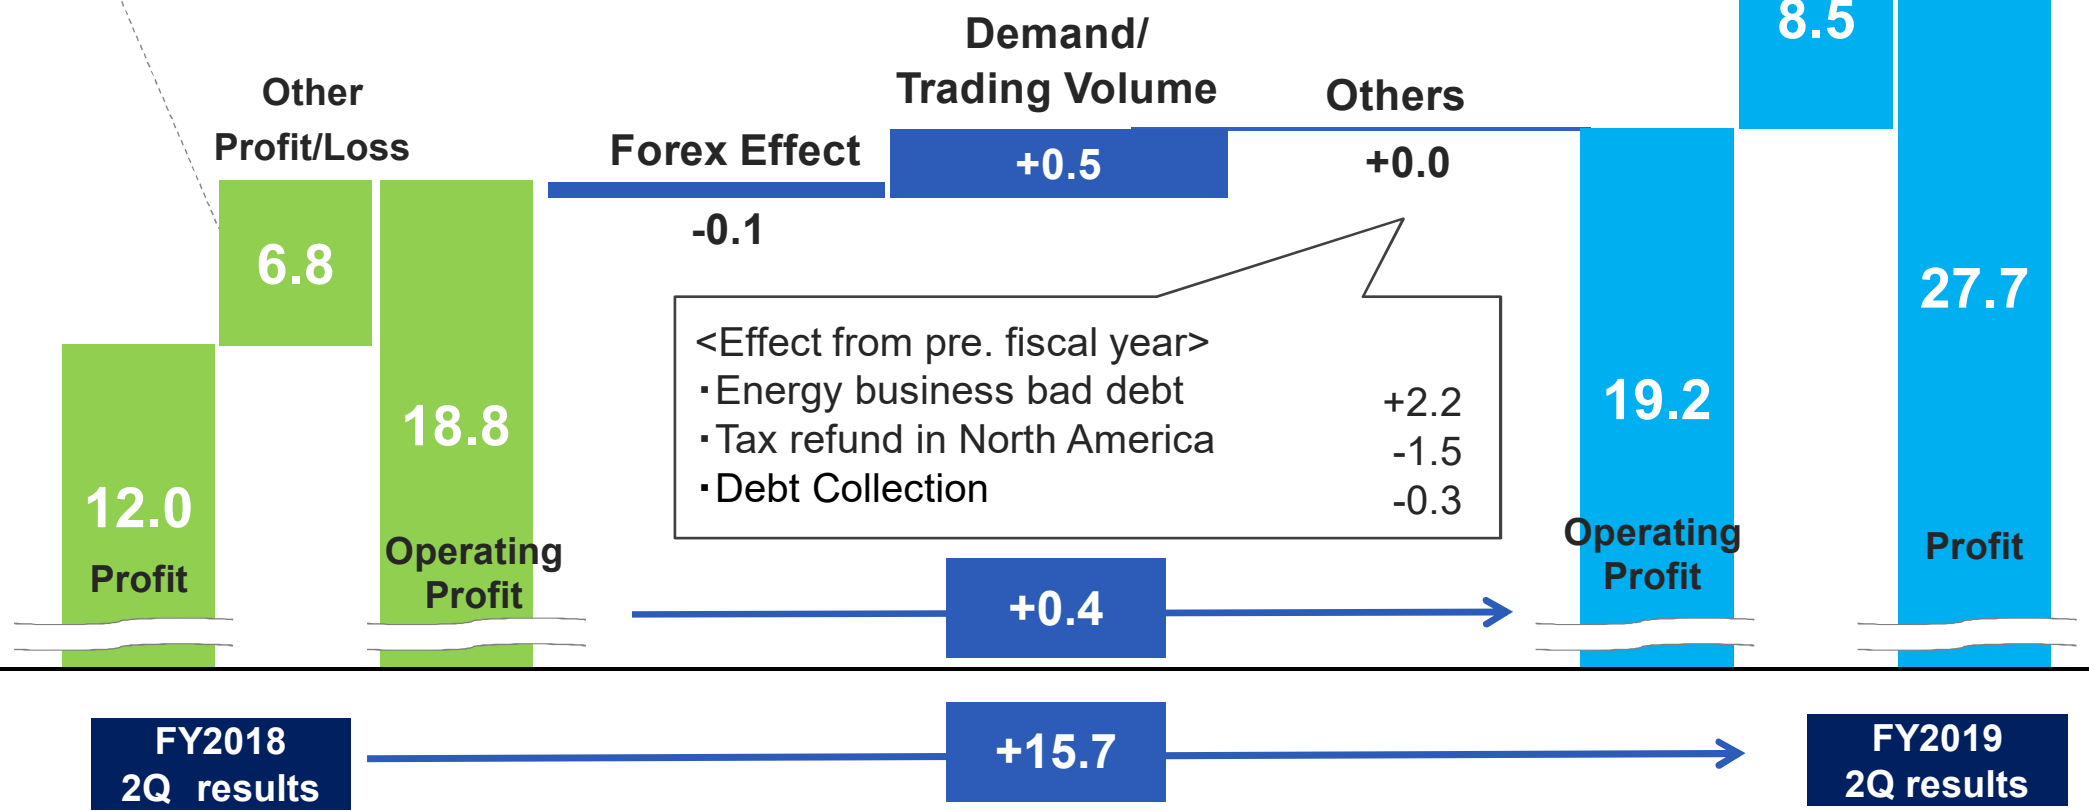 8.5
Demand/
Trading Volume
Others
Other
Profit/Loss
Forex Effect
+0.5
+0.0
-0.1
6.8
27.7
<Effect from pre. fiscal year>
・Energy business bad debt +2.2
・Tax refund in North America -1.5
・Debt Collection -0.3
18.8
19.2
12.0
Profit
Operating
Profit
Operating
Profit
Profit
+0.4
+15.7
FY2018
2Q results
FY2019
2Q results